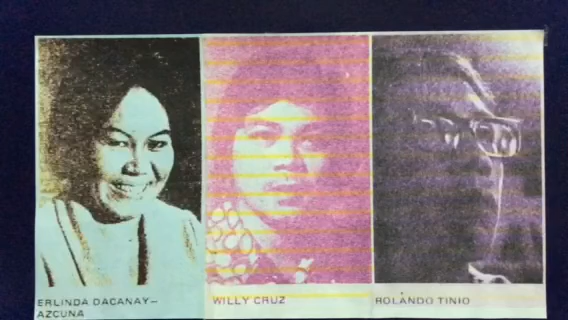 ERLINDA DACANAY—
AZCUNA
WILLY CRUZ
ROLANDO TINIO